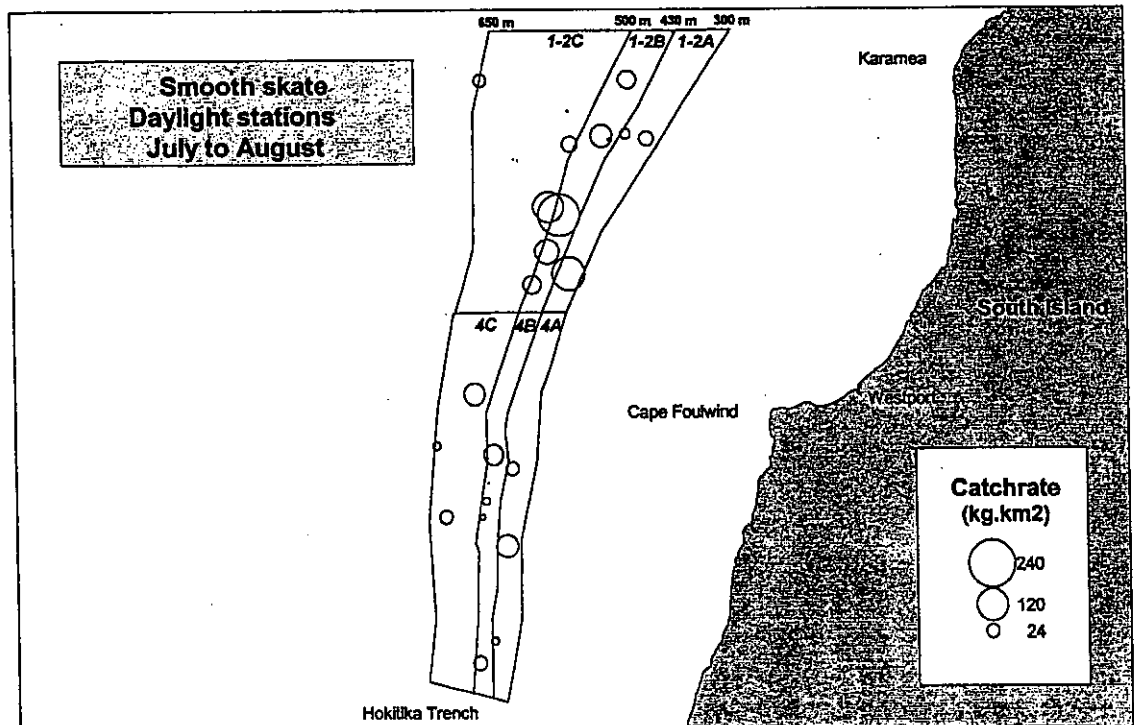 650 m 500 m 430 m 300 m
1-2C 1-2B 1-2A
Karamea
Smooth skate
Daylight stations
July to August
South Island
4C 4B 4A
Cape Foulwind
Westport
Catchrate
(kg.km2)
240
120
24
Hokitika Trench